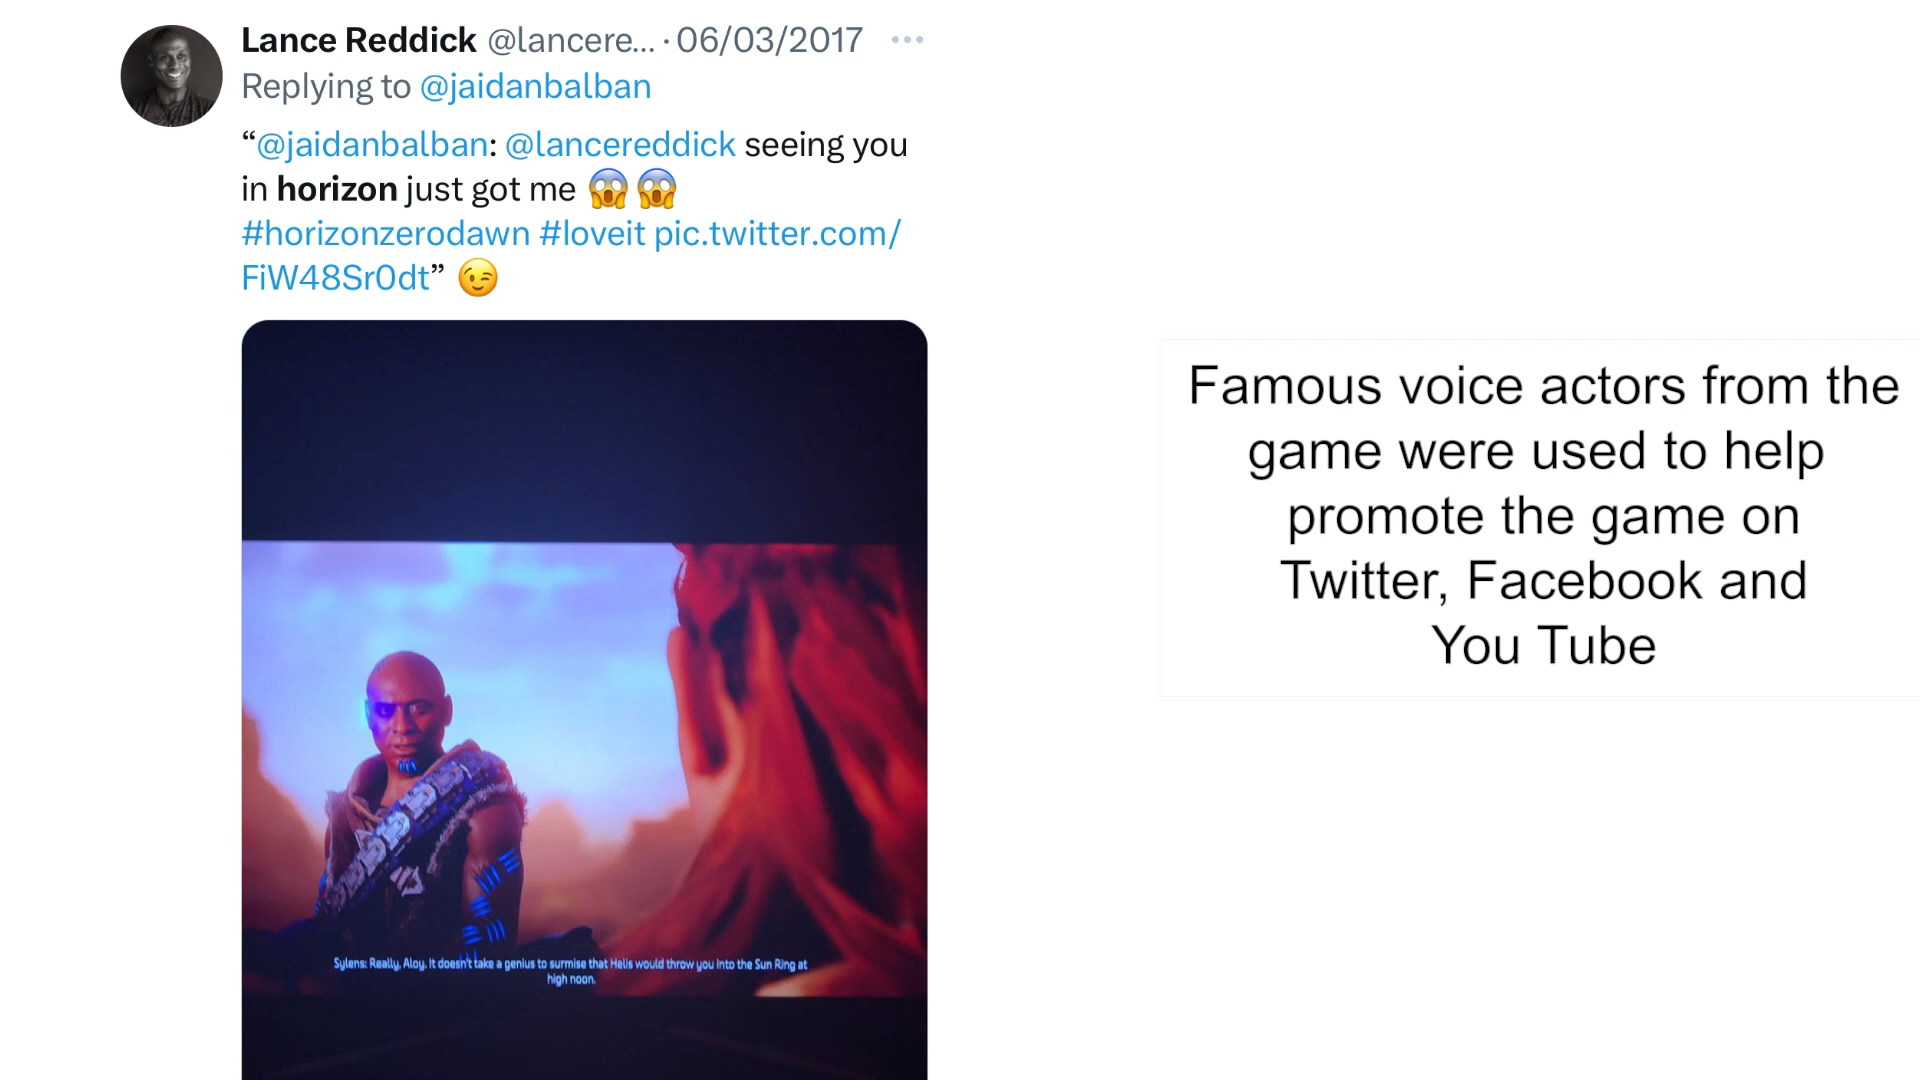 Lance Reddick @lancere... · 06/03/2017 ...
Replying to @jaidanbalban
“@jaidanbalban: @lancereddick seeing you
in horizon just got me 😱😱
#horizonzerodawn #loveit pic.twitter.com/
FiW48Sr0dt” 😉
Sylens: Really, Aloy. It doesn't take a genius to surmise that Helis would throw you into the Sun Ring at
high noon.
Famous voice actors from the
game were used to help
promote the game on
Twitter, Facebook and
You Tube